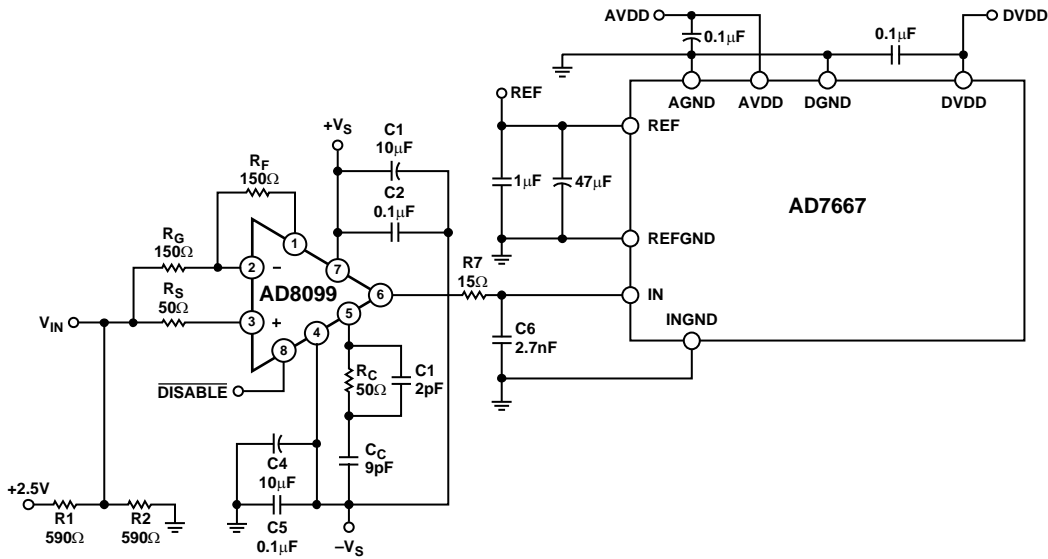 AVDD
DVDD
0.1µF
0.1µF
REF
AGND
AVDD
DGND
DVDD
+VS
C1
10µF
C2
0.1µF
REF
1µF
47µF
AD7667
REFGND
RF
150Ω
RG
150Ω
RS
50Ω
1
2
–
7
AD8099
6
R7
15Ω
IN
VIN
3
+
5
4
8
INGND
C6
2.7nF
DISABLE
RC
50Ω
C1
2pF
CC
9pF
C4
10µF
C5
0.1µF
–VS
+2.5V
R1
590Ω
R2
590Ω